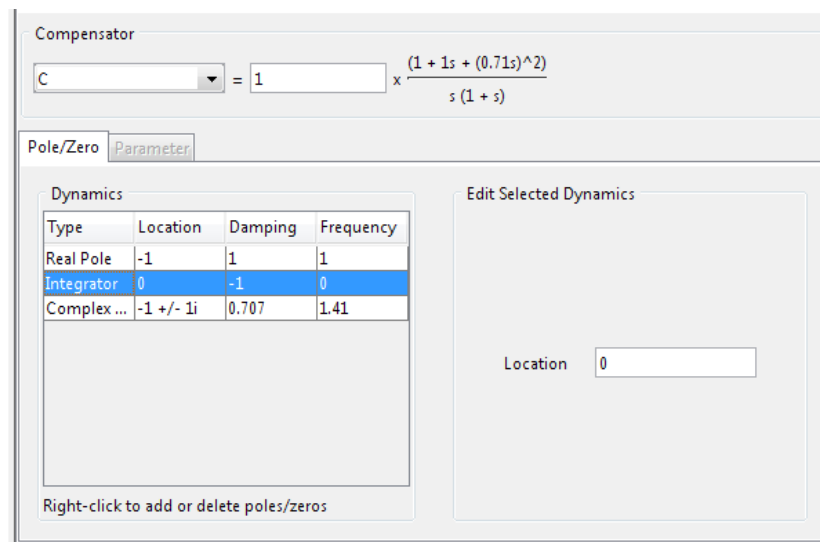 Compensator
C = 1 x (1 + 1s + (0.71s)^2)
s (1 + s)
Pole/Zero Parameter
Dynamics
Type Location Damping Frequency
Real Pole -1 1 1
Integrator 0 -1 0
Complex ... -1 +/- 1i 0.707 1.41
Right-click to add or delete poles/zeros
Edit Selected Dynamics
Location 0